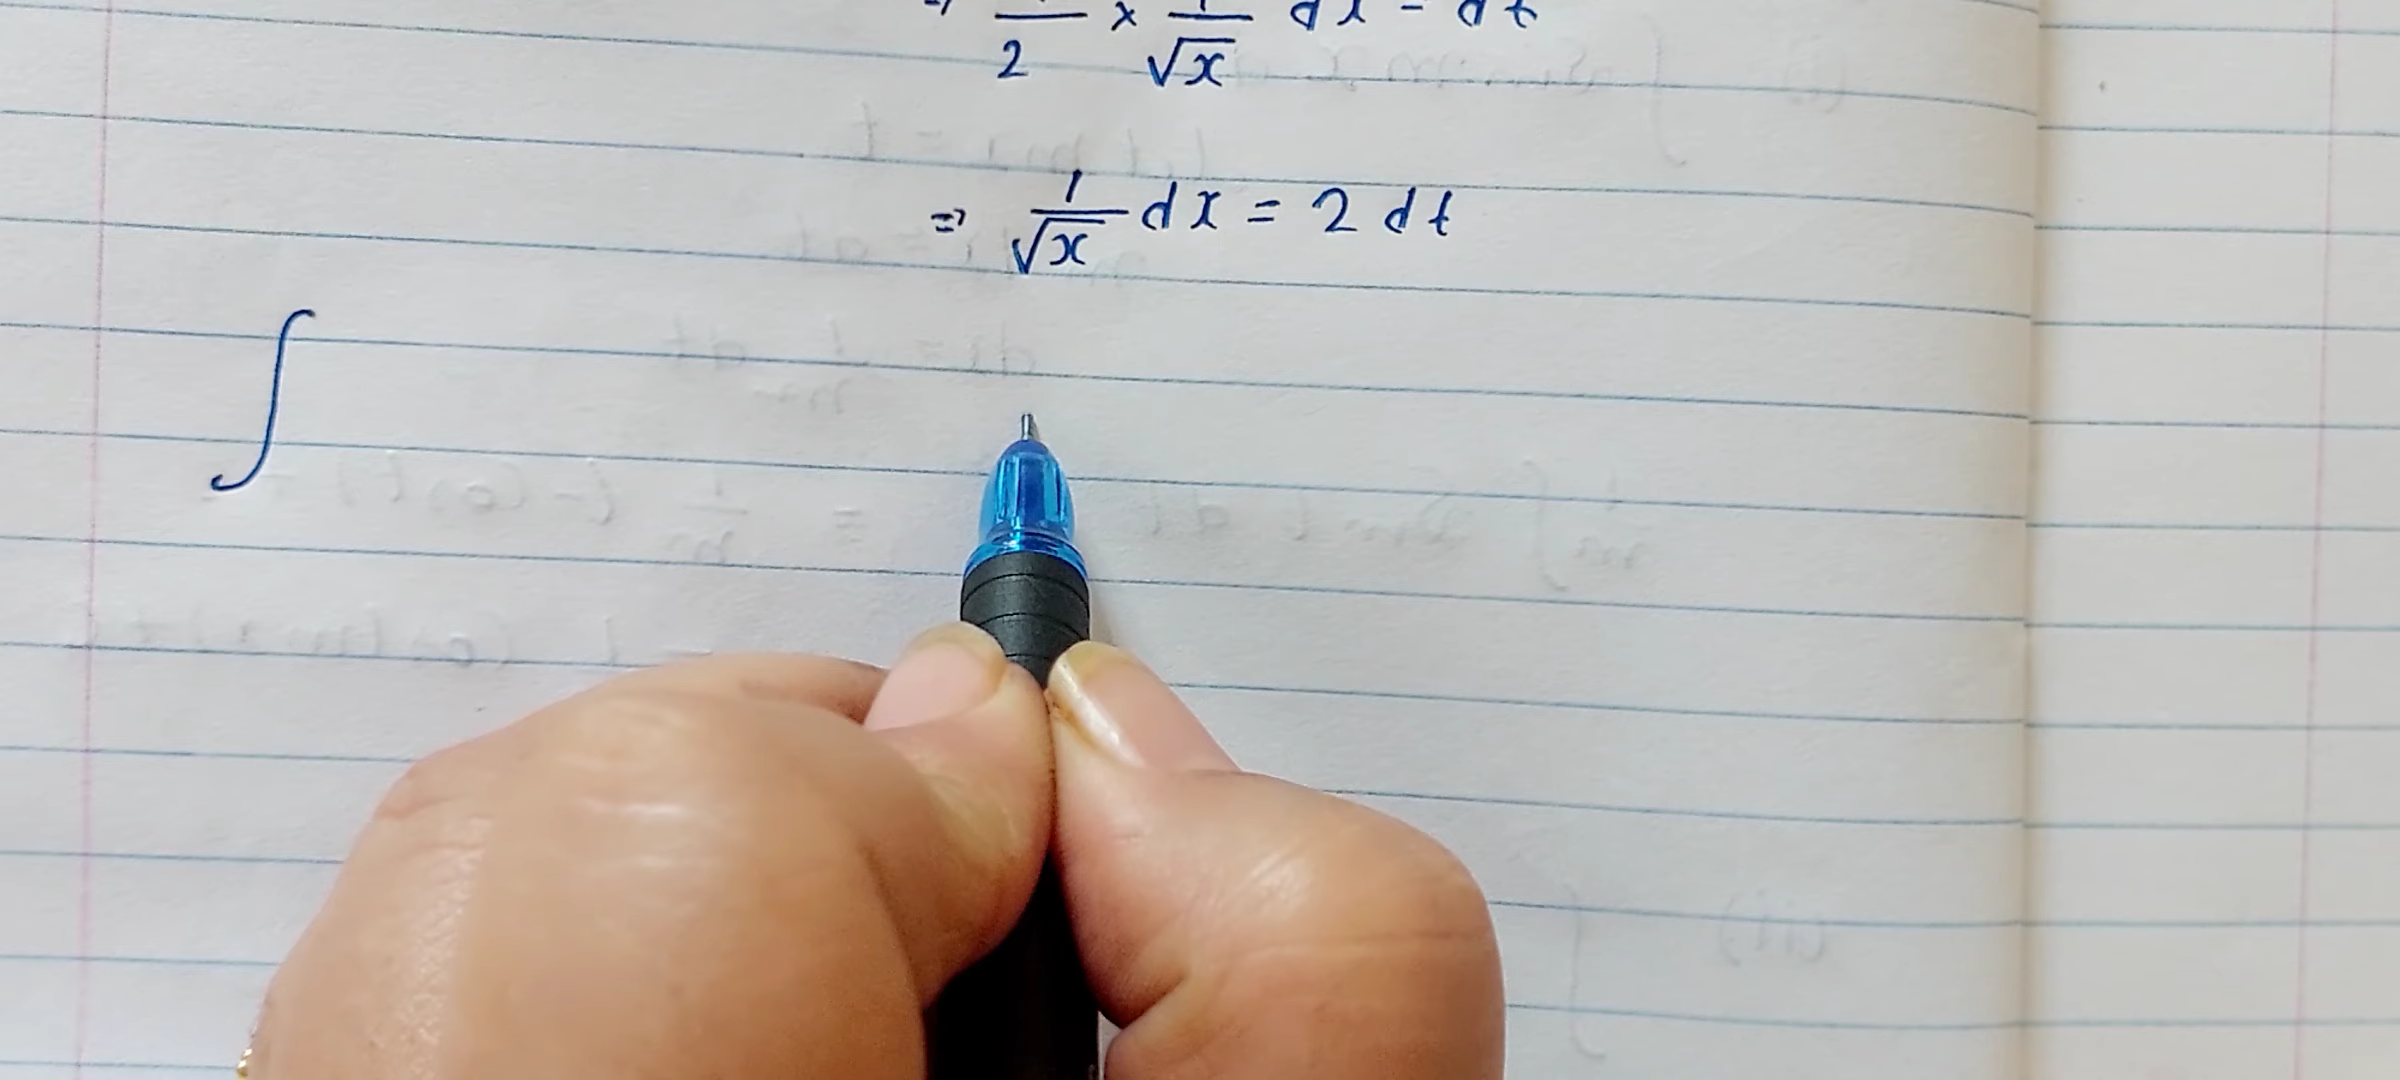 ⇒ 1/2 × 1/√x dx = dt
⇒ 1/√x dx = 2 dt
∫